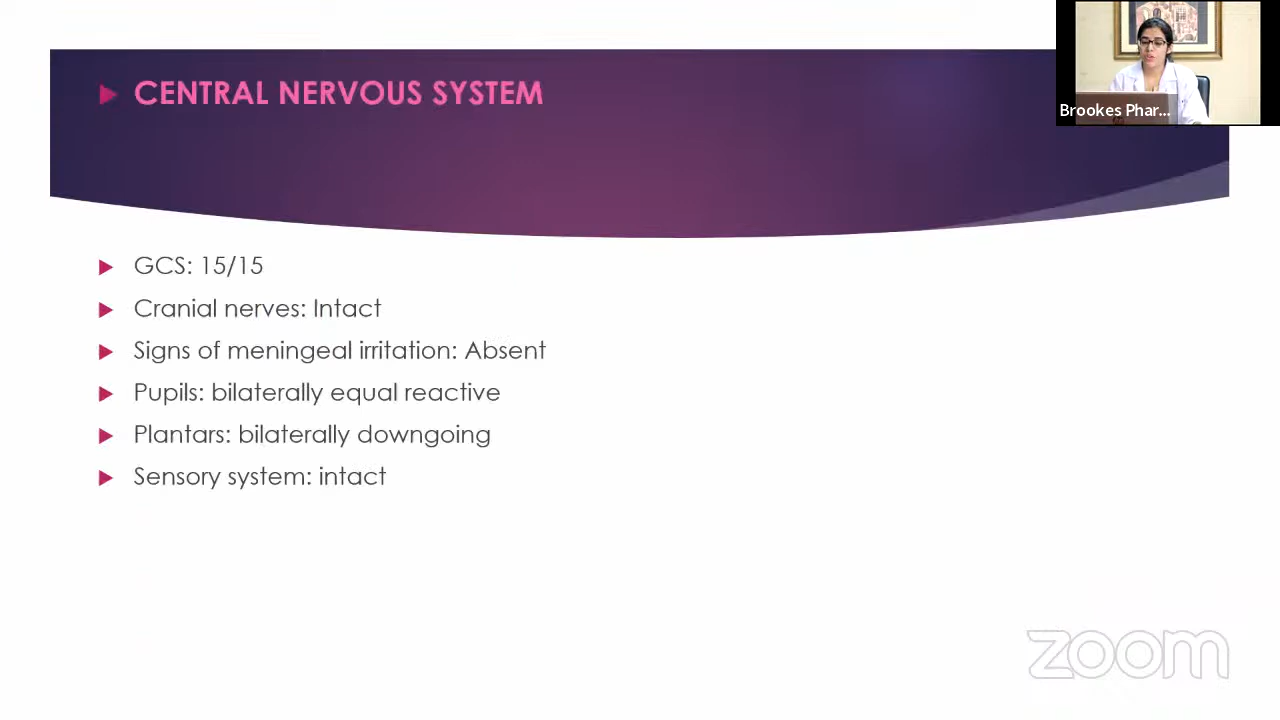 CENTRAL NERVOUS SYSTEM
Brookes Phar...
GCS: 15/15
Cranial nerves: Intact
Signs of meningeal irritation: Absent
Pupils: bilaterally equal reactive
Plantars: bilaterally downgoing
Sensory system: intact
zoom